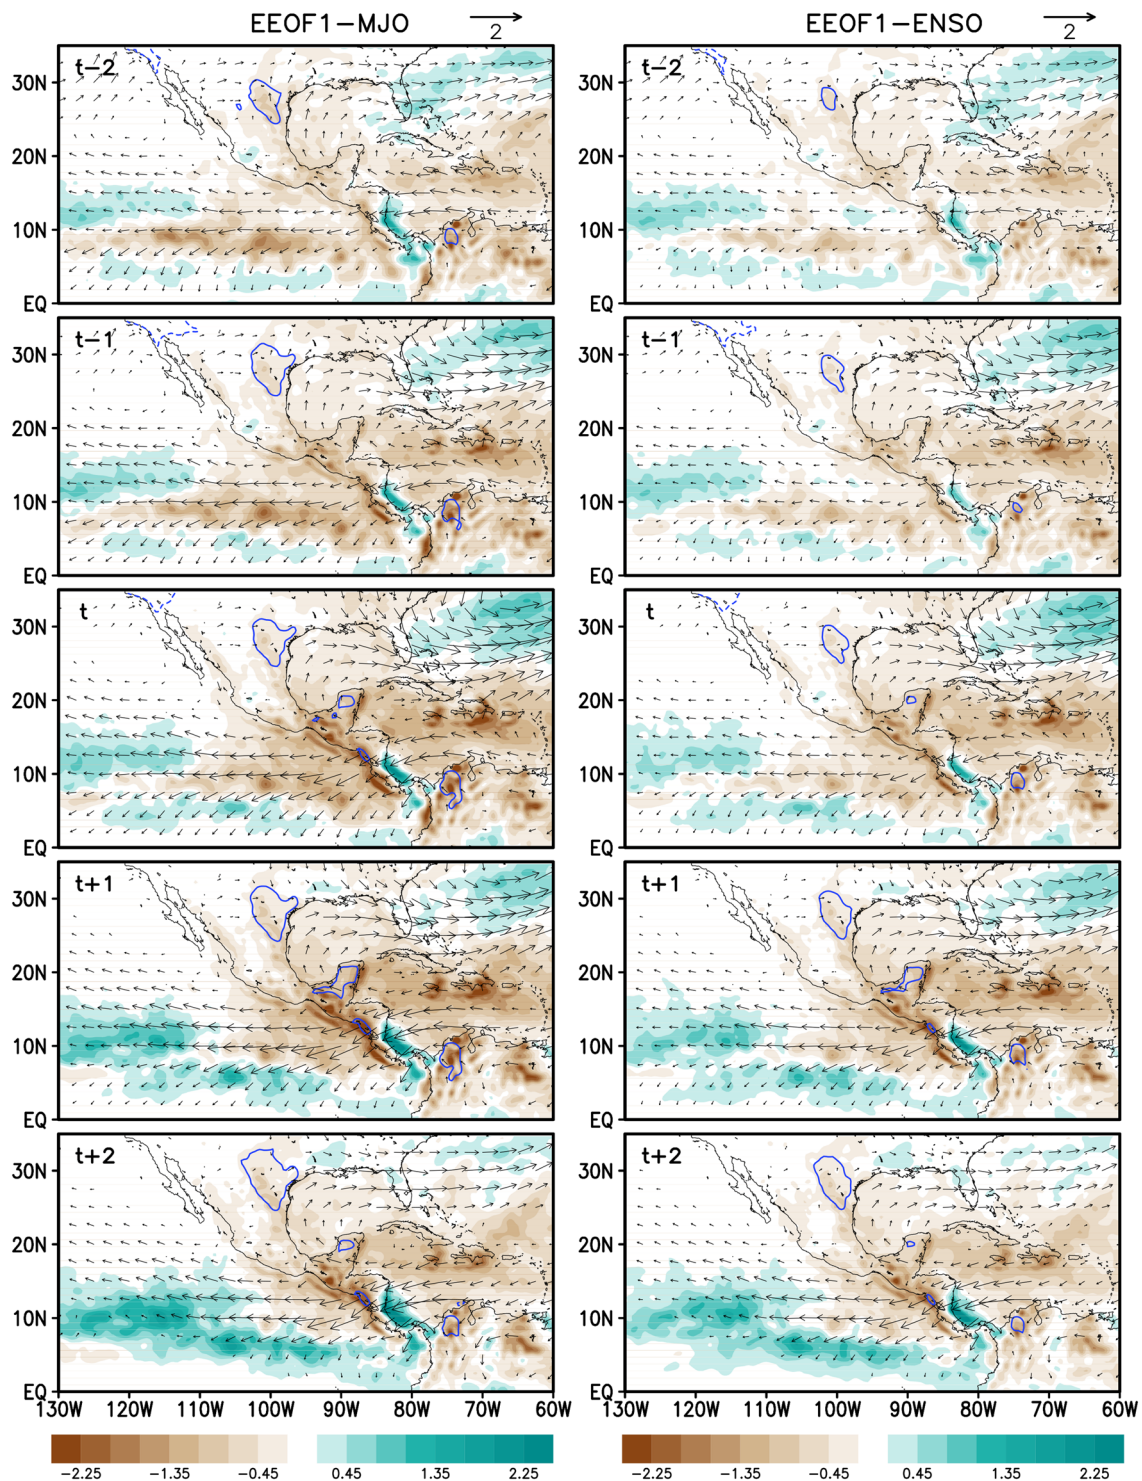 EEOF1-MJO 2 EEOF1-ENSO 2
t-2 t-2
30N 30N
20N 20N
10N 10N
EQ EQ
t-1 t-1
30N 30N
20N 20N
10N 10N
EQ EQ
t t
30N 30N
20N 20N
10N 10N
EQ EQ
t+1 t+1
30N 30N
20N 20N
10N 10N
EQ EQ
t+2 t+2
30N 30N
20N 20N
10N 10N
EQ EQ
130W 120W 110W 100W 90W 80W 70W 60W 130W 120W 110W 100W 90W 80W 70W 60W
-2.25 -1.35 -0.45 0.45 1.35 2.25 -2.25 -1.35 -0.45 0.45 1.35 2.25